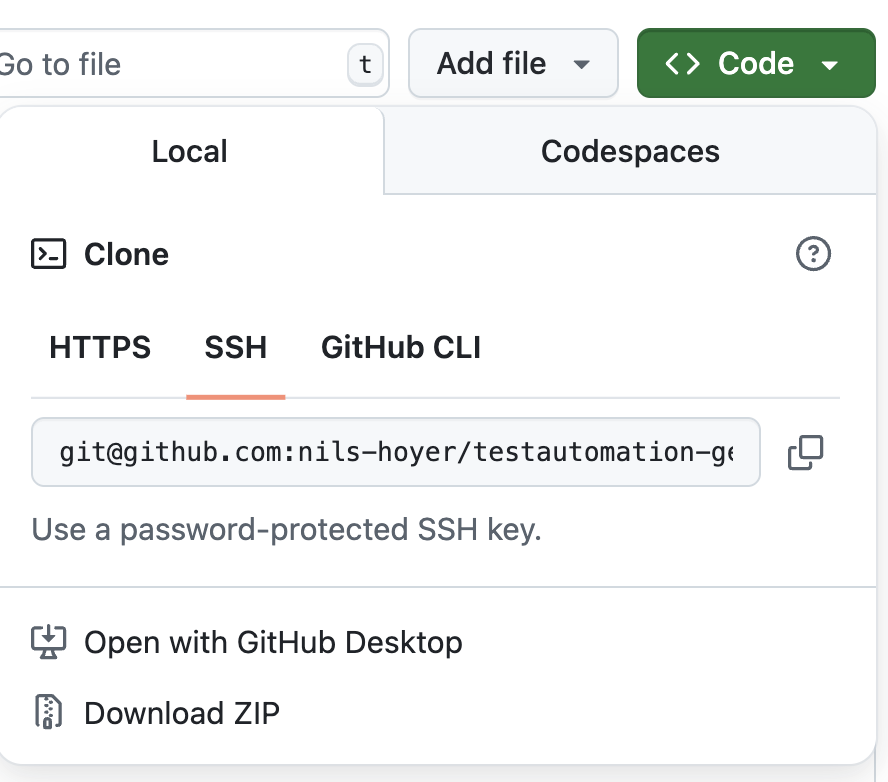 Go to file t Add file Code
Local Codespaces
Clone
HTTPS SSH GitHub CLI
git@github.com:nils-hoyer/testautomation-ge
Use a password-protected SSH key.
Open with GitHub Desktop
Download ZIP